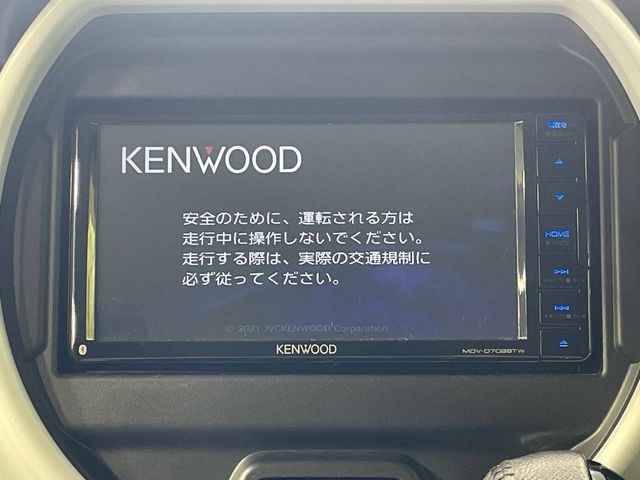 KENWOOD
安全のために、運転される方は
走行中に操作しないでください。
走行する際は、実際の交通規制に
必ず従ってください。
© 2021 JVCKENWOOD Corporation
KENWOOD
MDV-D709BTW
HOME